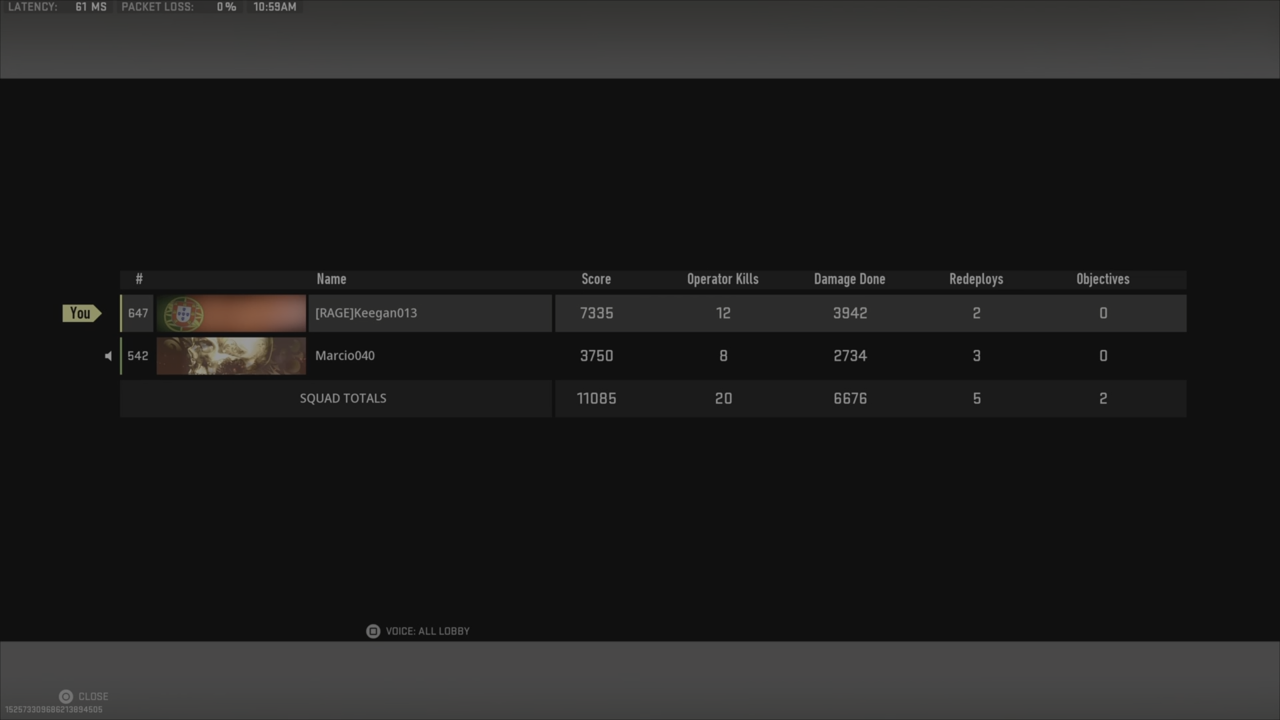 LATENCY: 61 MS PACKET LOSS: 0 % 10:59AM
# Name Score Operator Kills Damage Done Redeploys Objectives
You 647 [RAGE]Keegan013 7335 12 3942 2 0
542 Marcio040 3750 8 2734 3 0
SQUAD TOTALS 11085 20 6676 5 2
VOICE: ALL LOBBY
CLOSE
15257330968621​3894505